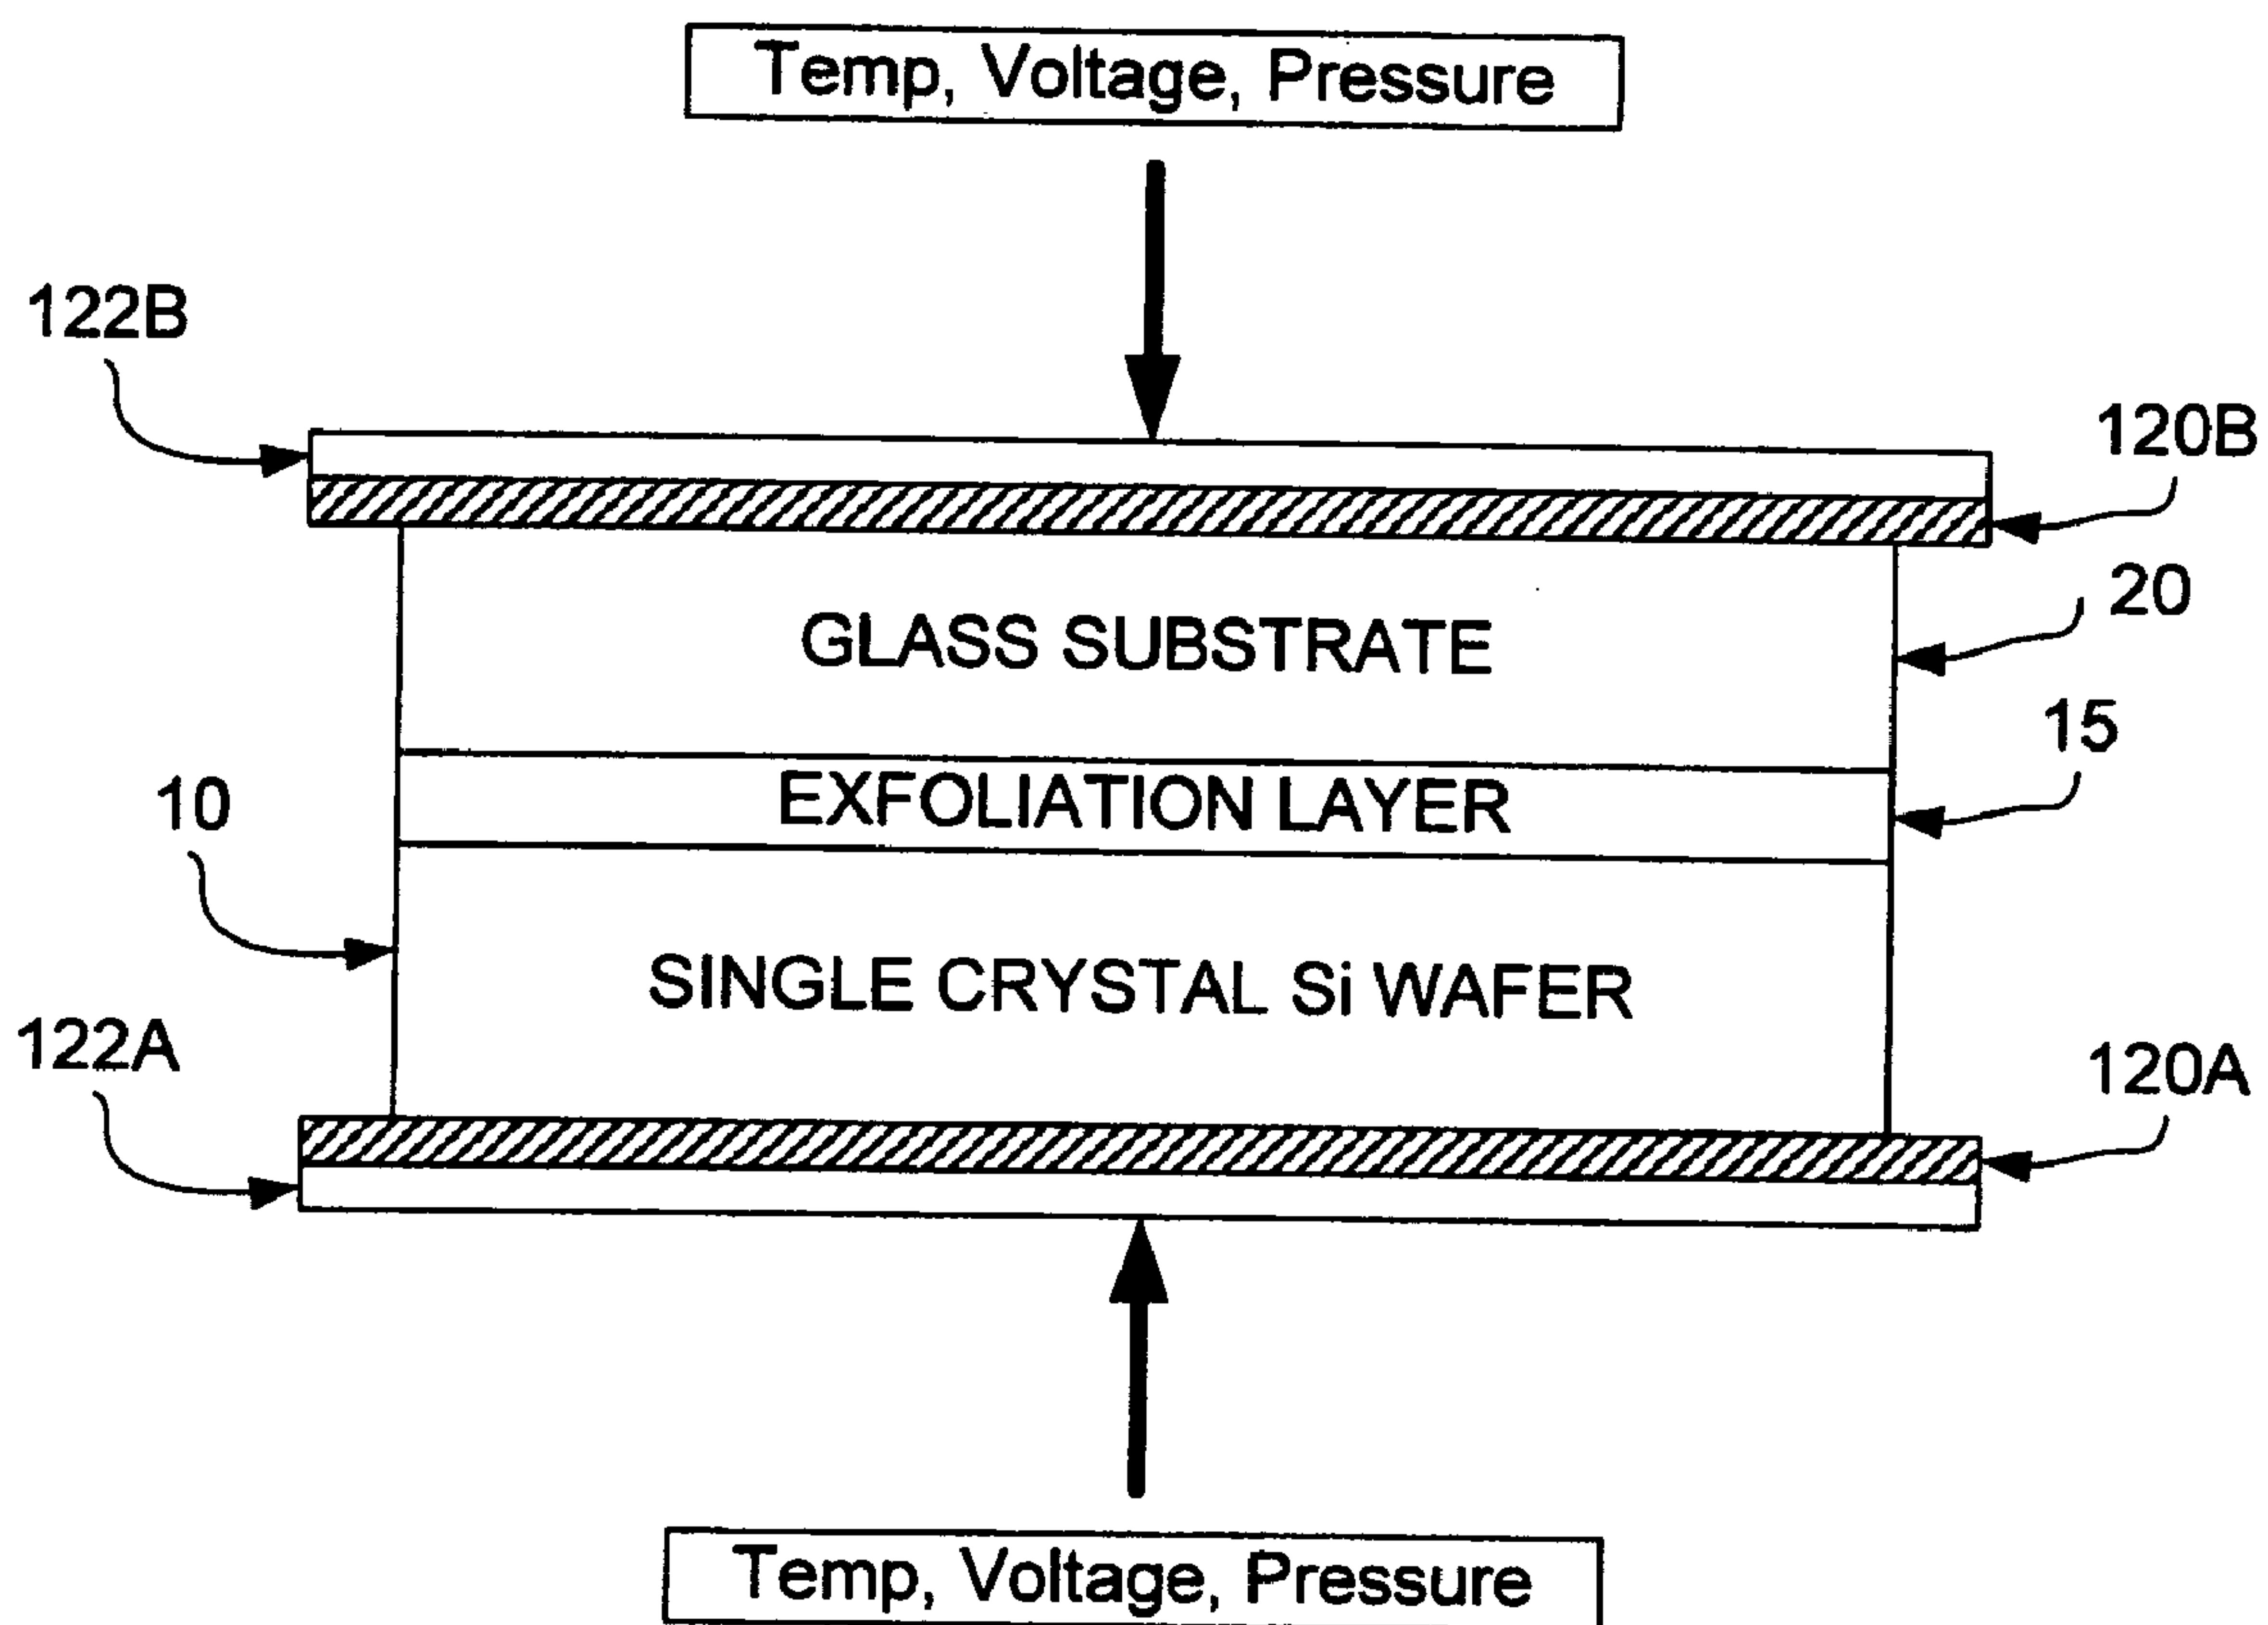 Temp, Voltage, Pressure
122B
120B
20
GLASS SUBSTRATE
15
EXFOLIATION LAYER
10
SINGLE CRYSTAL Si WAFER
122A
120A
Temp, Voltage, Pressure